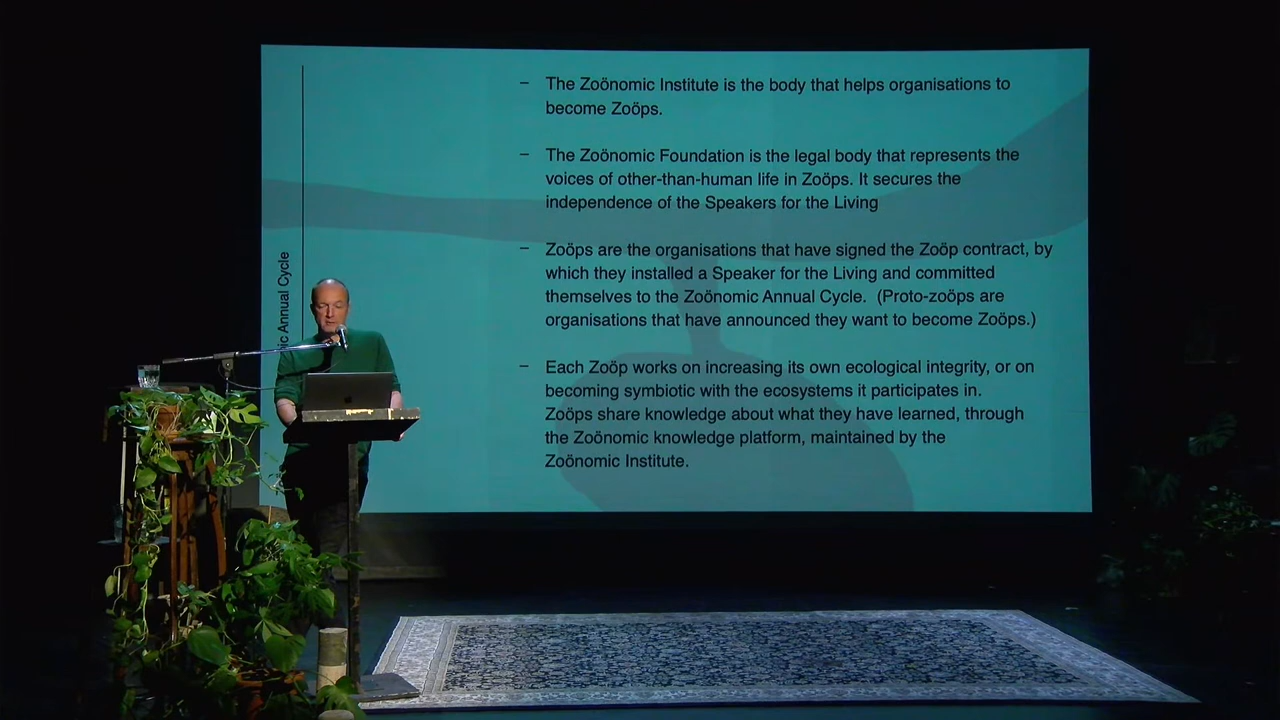 – The Zoönomic Institute is the body that helps organisations to
become Zoöps.
– The Zoönomic Foundation is the legal body that represents the
voices of other-than-human life in Zoöps. It secures the
independence of the Speakers for the Living
– Zoöps are the organisations that have signed the Zoöp contract, by
which they installed a Speaker for the Living and committed
themselves to the Zoönomic Annual Cycle. (Proto-zoöps are
organisations that have announced they want to become Zoöps.)
– Each Zoöp works on increasing its own ecological integrity, or on
becoming symbiotic with the ecosystems it participates in.
Zoöps share knowledge about what they have learned, through
the Zoönomic knowledge platform, maintained by the
Zoönomic Institute.
Annual Cycle